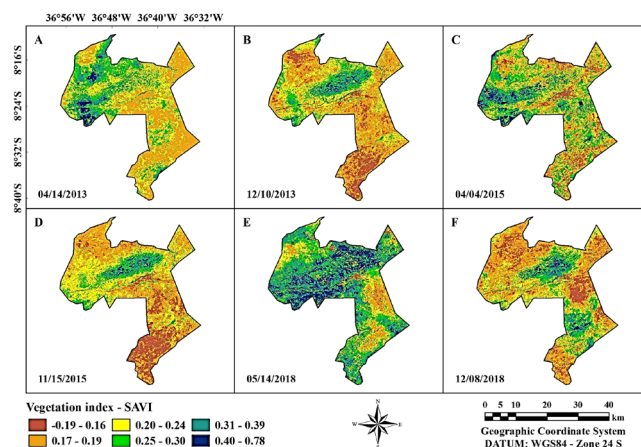 36°56'W 36°48'W 36°40'W 36°32'W
A
B
C
8°16'S
8°24'S
8°32'S
8°40'S
04/14/2013
12/10/2013
04/04/2015
D
E
F
11/15/2015
05/14/2018
12/08/2018
Vegetation index - SAVI
-0.19 - 0.16 0.20 - 0.24 0.31 - 0.39
0.17 - 0.19 0.25 - 0.30 0.40 - 0.78
N
W E
S
0 5 10 20 30 40
km
Geographic Coordinate System
DATUM: WGS84 - Zone 24 S